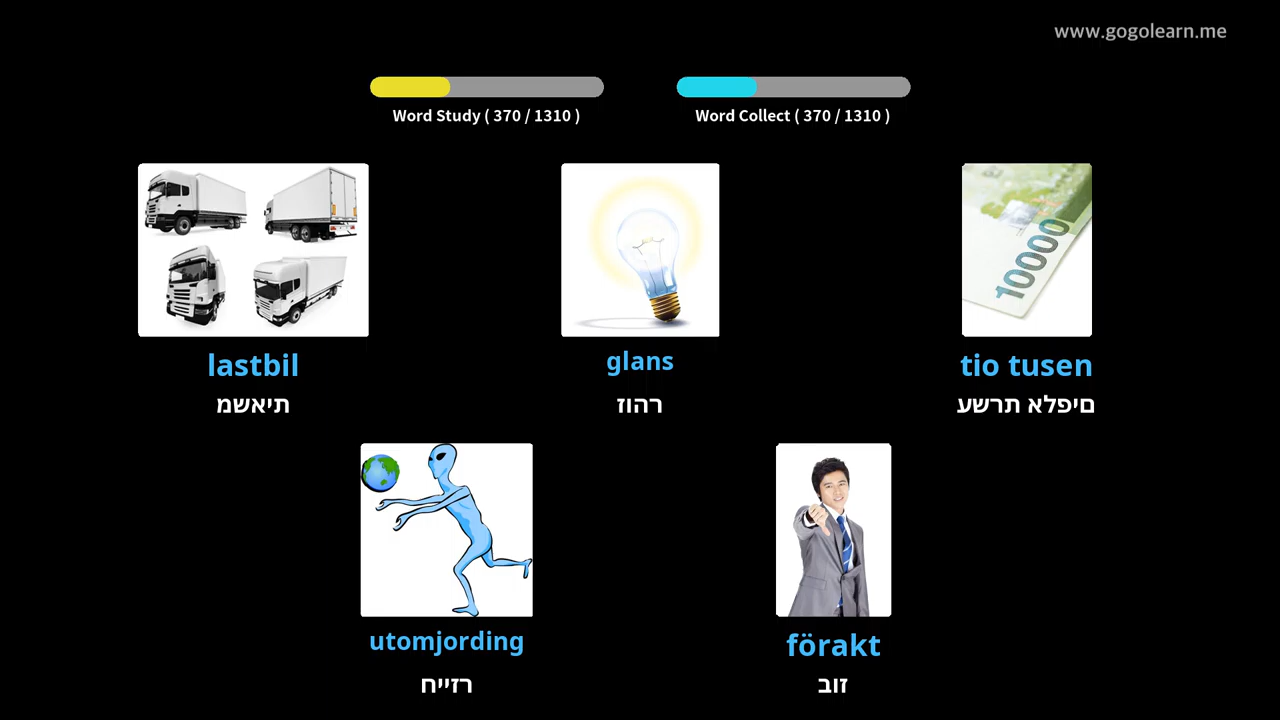 www.gogolearn.me
Word Study ( 370 / 1310 )
Word Collect ( 370 / 1310 )
lastbil
תיאשמ
glans
רהוז
tio tusen
םיפלא תרשע
utomjording
רזייח
förakt
זוב
10000